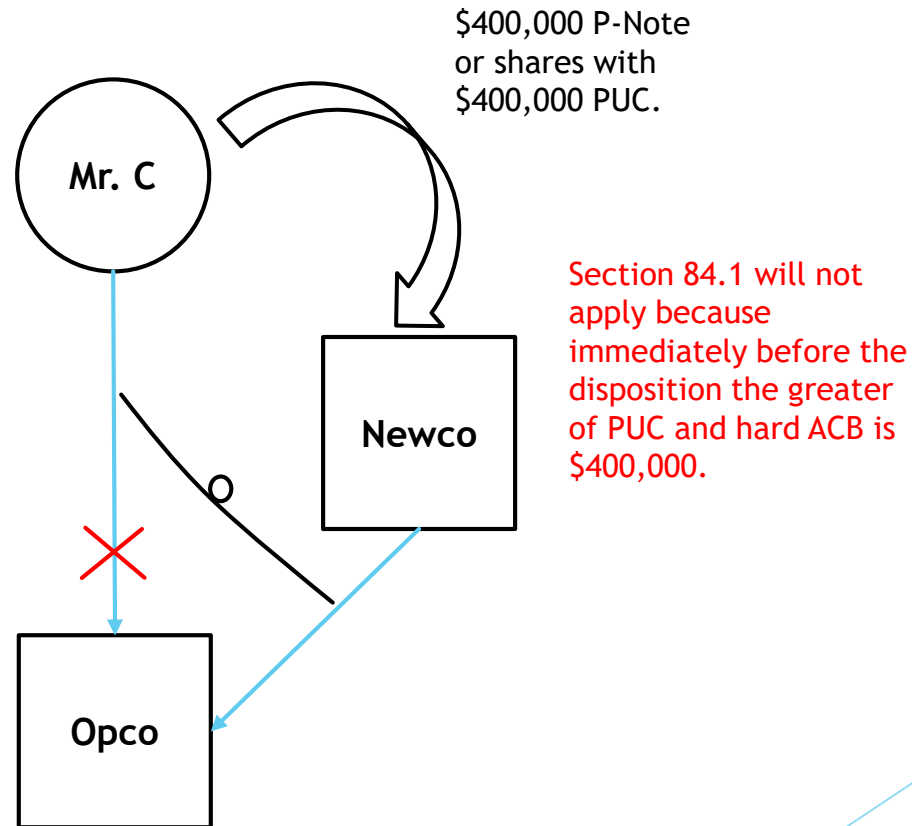 $400,000 P-Note
or shares with
$400,000 PUC.
Mr. C
Section 84.1 will not
apply because
immediately before the
disposition the greater
of PUC and hard ACB is
$400,000.
Newco
Opco